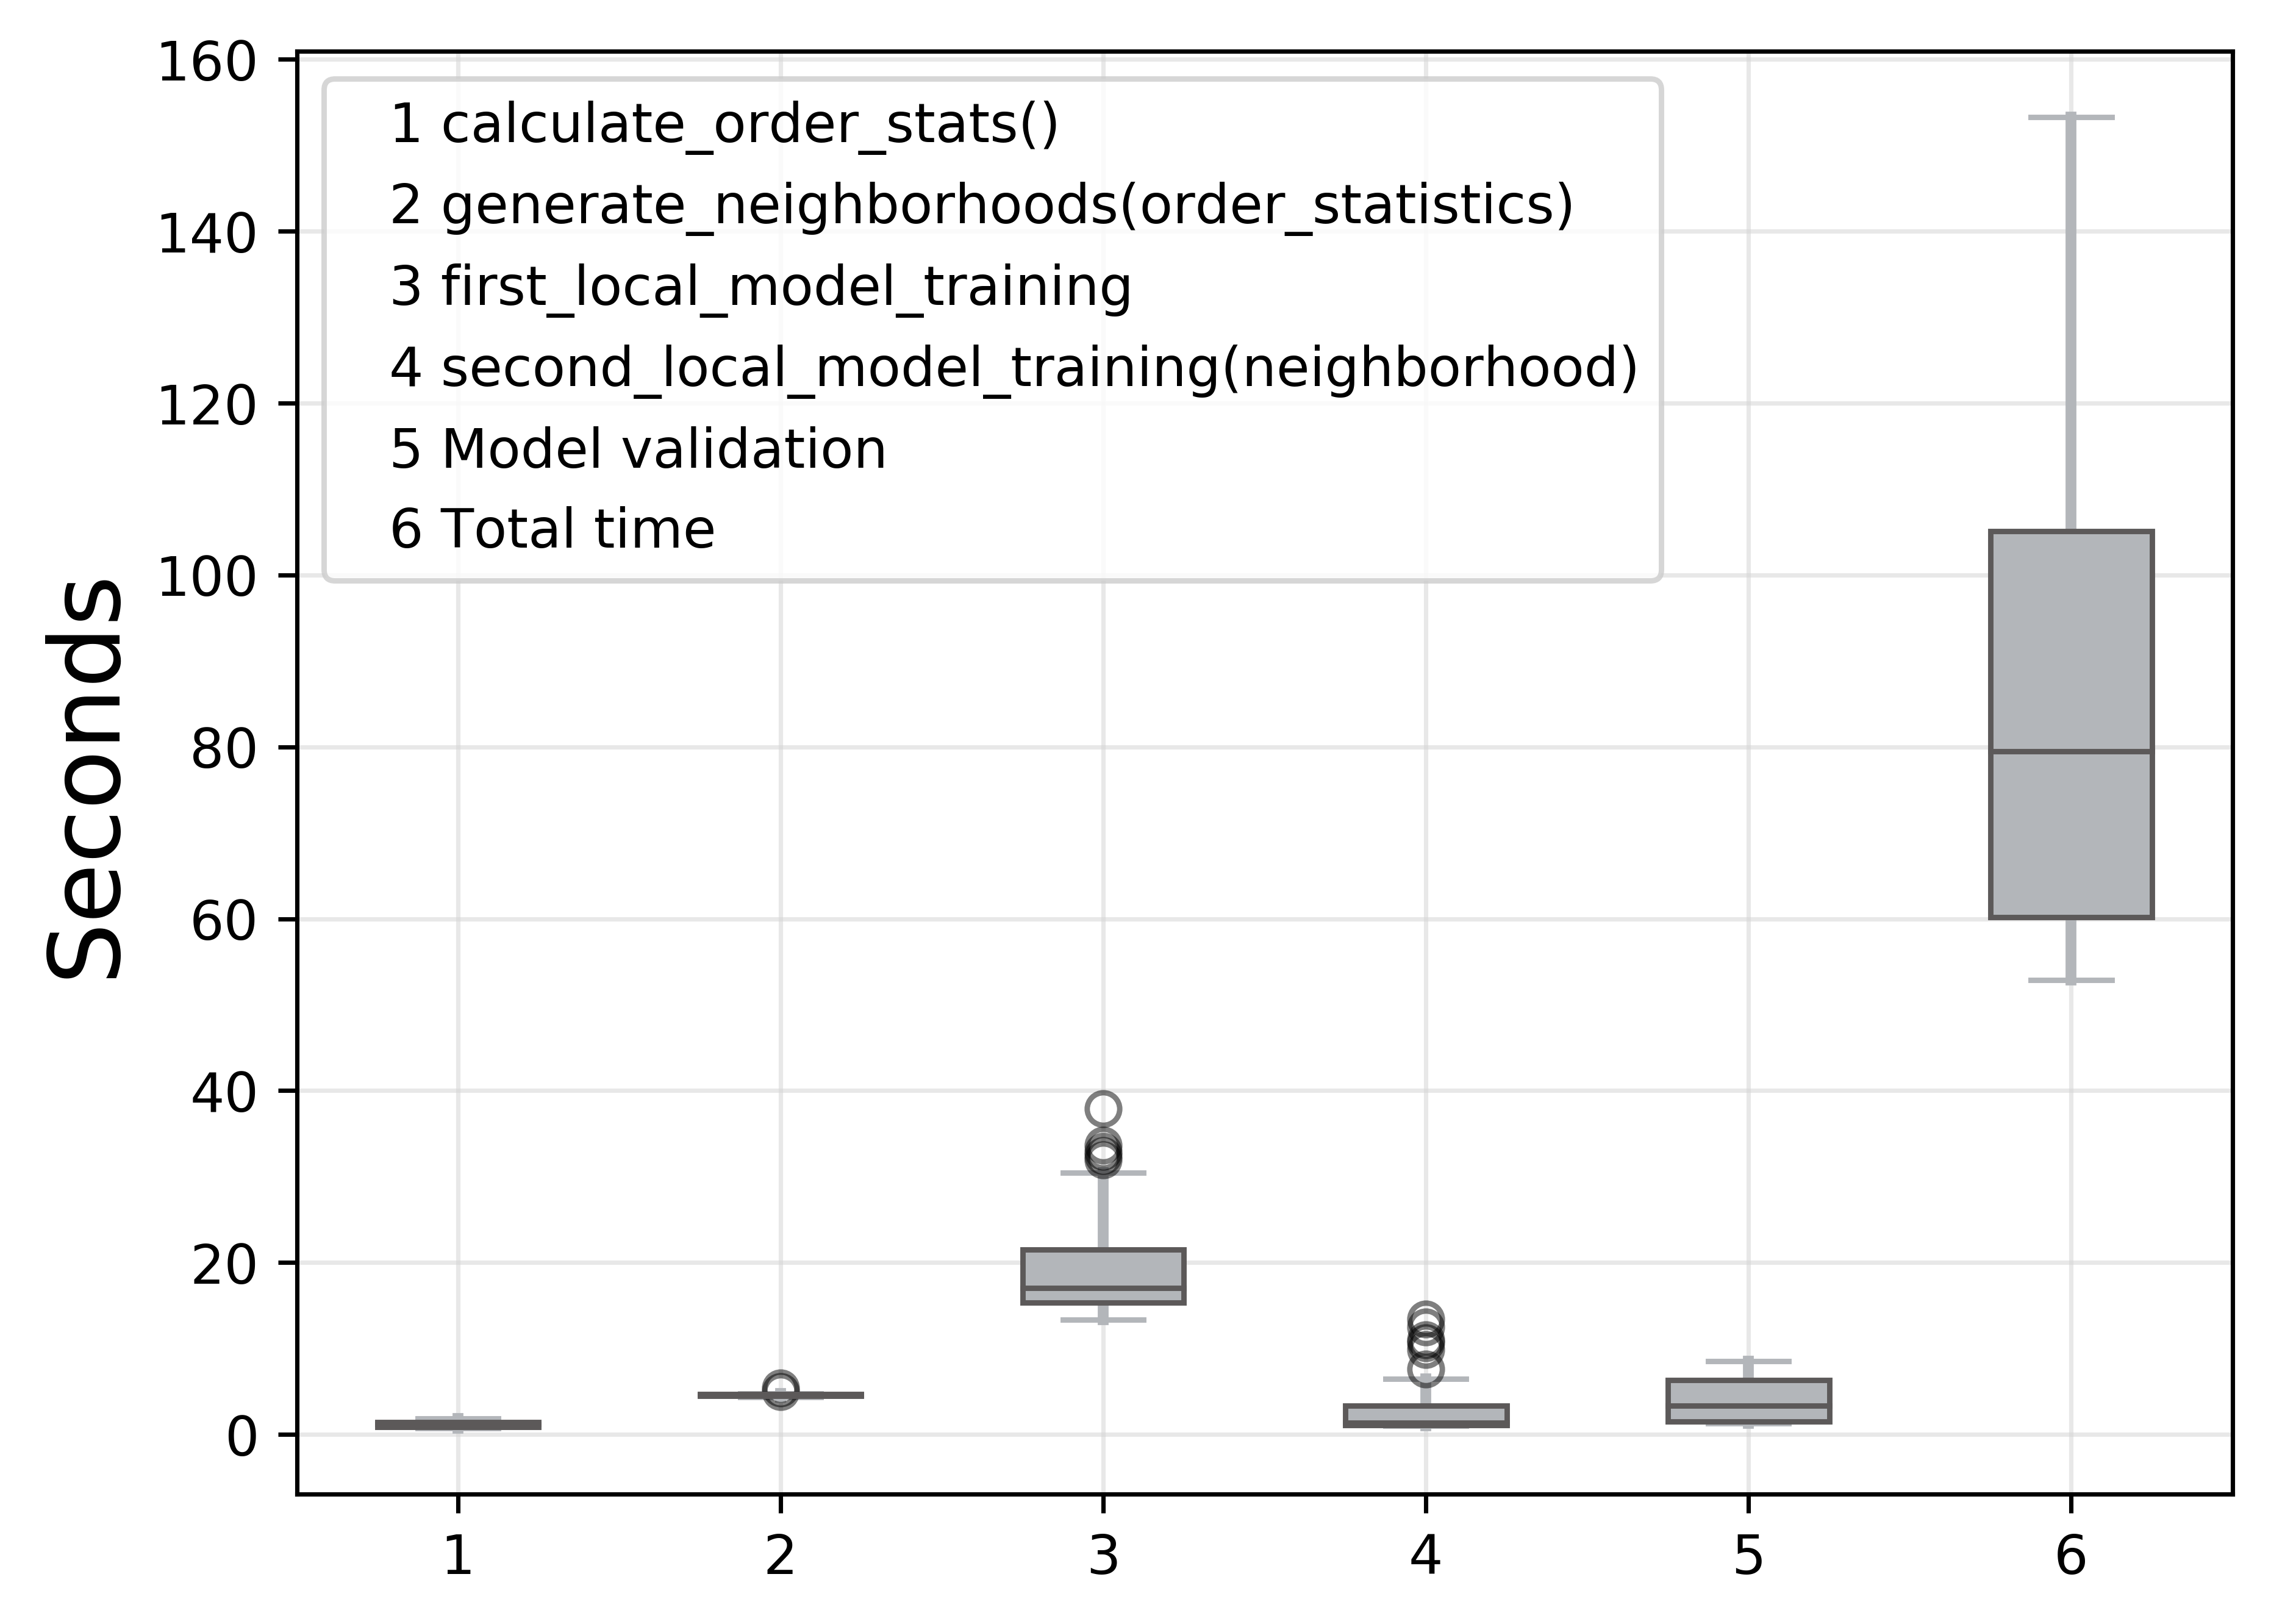 160
1 calculate_order_stats()
2 generate_neighborhoods(order_statistics)
140
3 first_local_model_training
4 second_local_model_training(neighborhood)
120
5 Model validation
6 Total time
100
Seconds
80
60
40
20
0
1 2 3 4 5 6